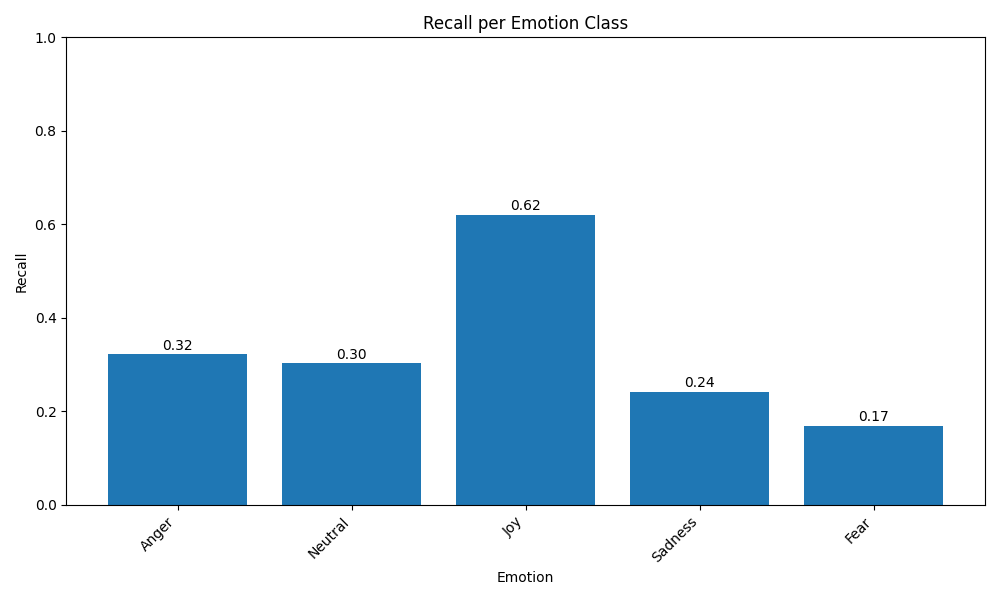 Recall per Emotion Class
1.0
0.8
0.6
0.4
0.2
0.0
Recall
0.32
0.30
0.62
0.24
0.17
Anger
Neutral
Joy
Sadness
Fear
Emotion